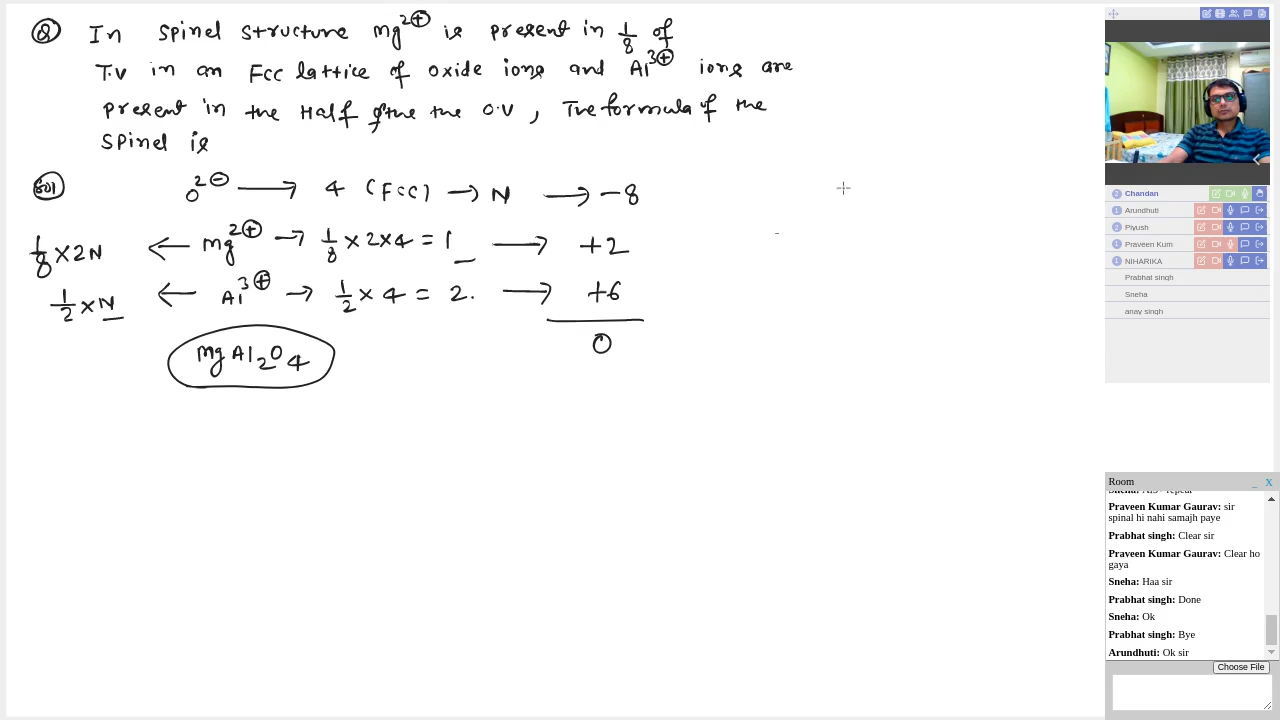 Q In spinel structure Mg2+ is present in 1/8 of
T.V in an Fcc lattice of oxide ions and Al3+ ions are
present in the Half of the the O.V , The formula of the
spinel is
Sol O2- → 4 (Fcc) → N → -8
1/8 × 2N ← Mg2+ → 1/8 × 2 × 4 = 1 → +2
1/2 × N ← Al3+ → 1/2 × 4 = 2. → +6
0
MgAl2O4
2 Chandan
1 Arundhuti
2 Piyush
1 Praveen Kum
1 NIHARIKA
Prabhat singh
Sneha
anay singh
Room _ X
Praveen Kumar Gaurav: sir
spinal hi nahi samajh paye
Prabhat singh: Clear sir
Praveen Kumar Gaurav: Clear ho
gaya
Sneha: Haa sir
Prabhat singh: Done
Sneha: Ok
Prabhat singh: Bye
Arundhuti: Ok sir
Choose File